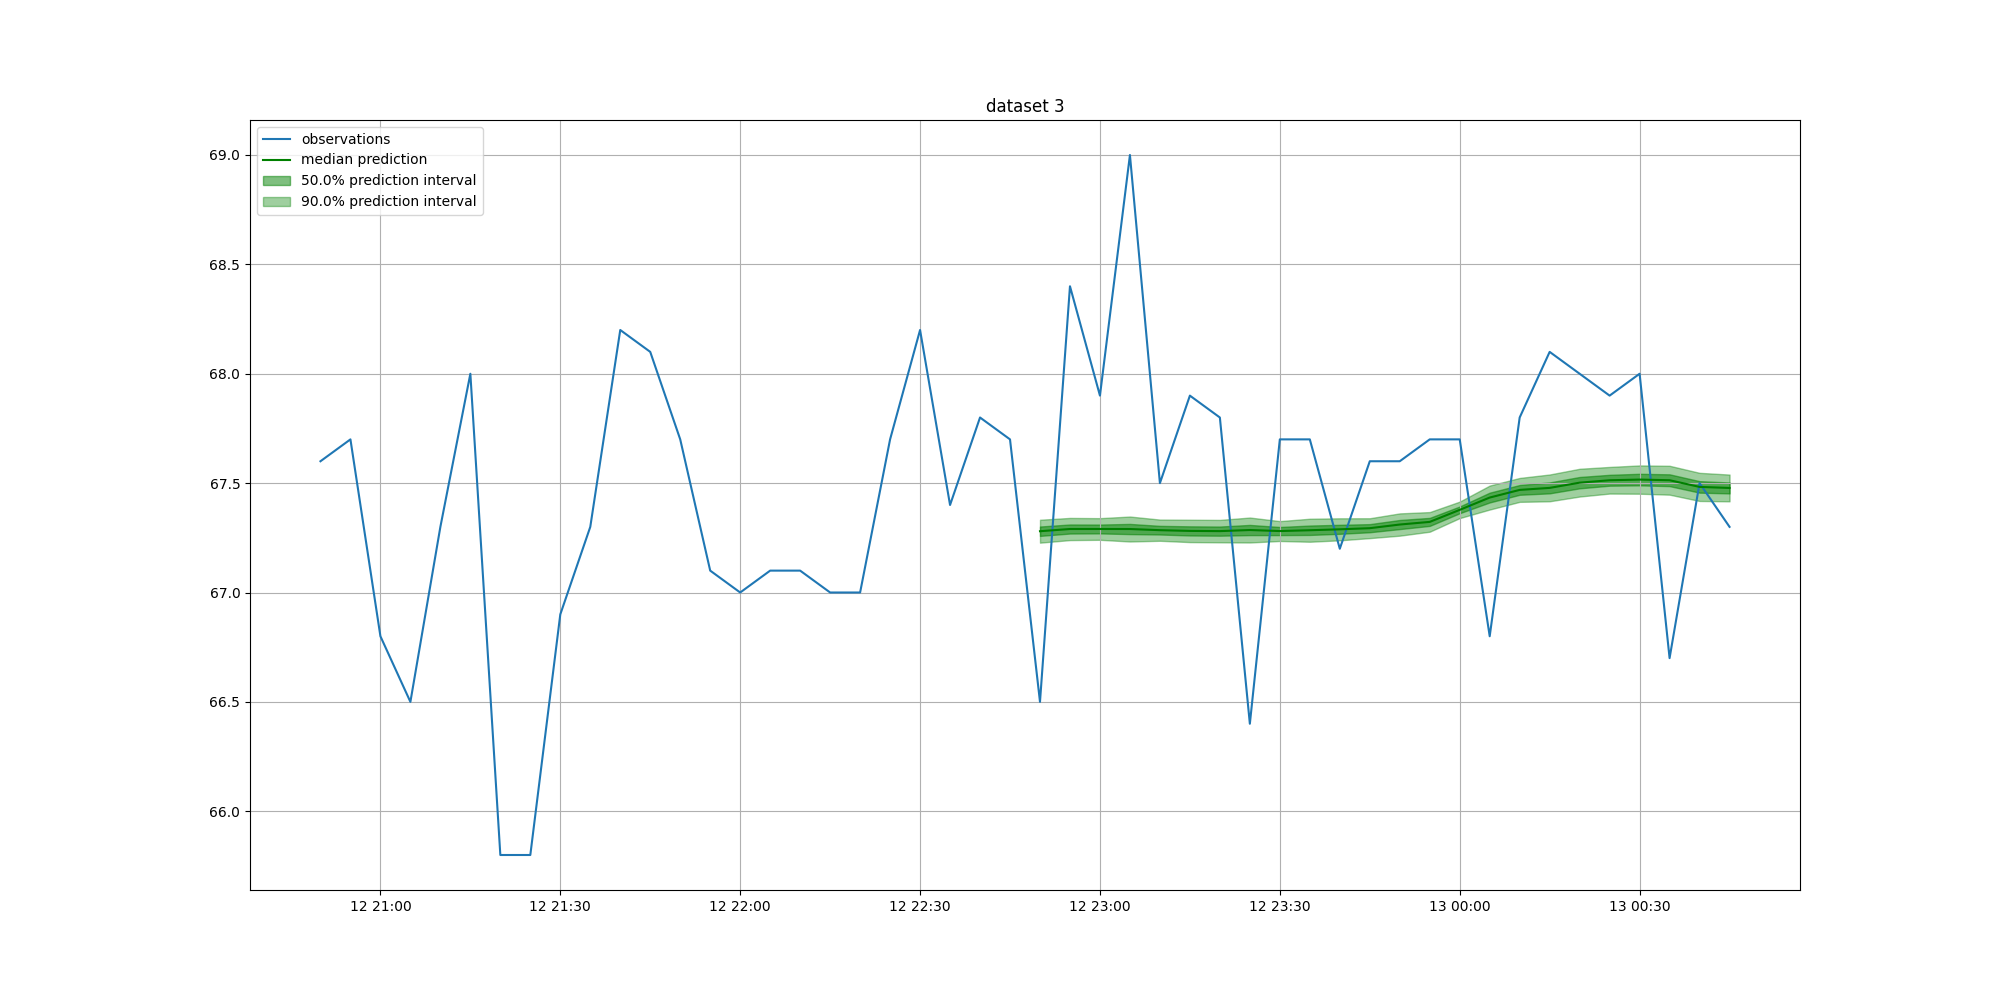 dataset 3
observations
median prediction
50.0% prediction interval
90.0% prediction interval
69.0
68.5
68.0
67.5
67.0
66.5
66.0
12 21:00 12 21:30 12 22:00 12 22:30 12 23:00 12 23:30 13 00:00 13 00:30